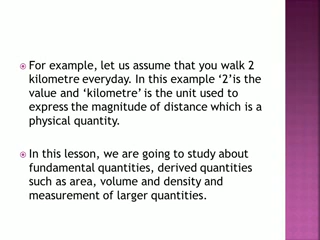 For example, let us assume that you walk 2
kilometre everyday. In this example ‘2’is the
value and ‘kilometre’ is the unit used to
express the magnitude of distance which is a
physical quantity.
In this lesson, we are going to study about
fundamental quantities, derived quantities
such as area, volume and density and
measurement of larger quantities.